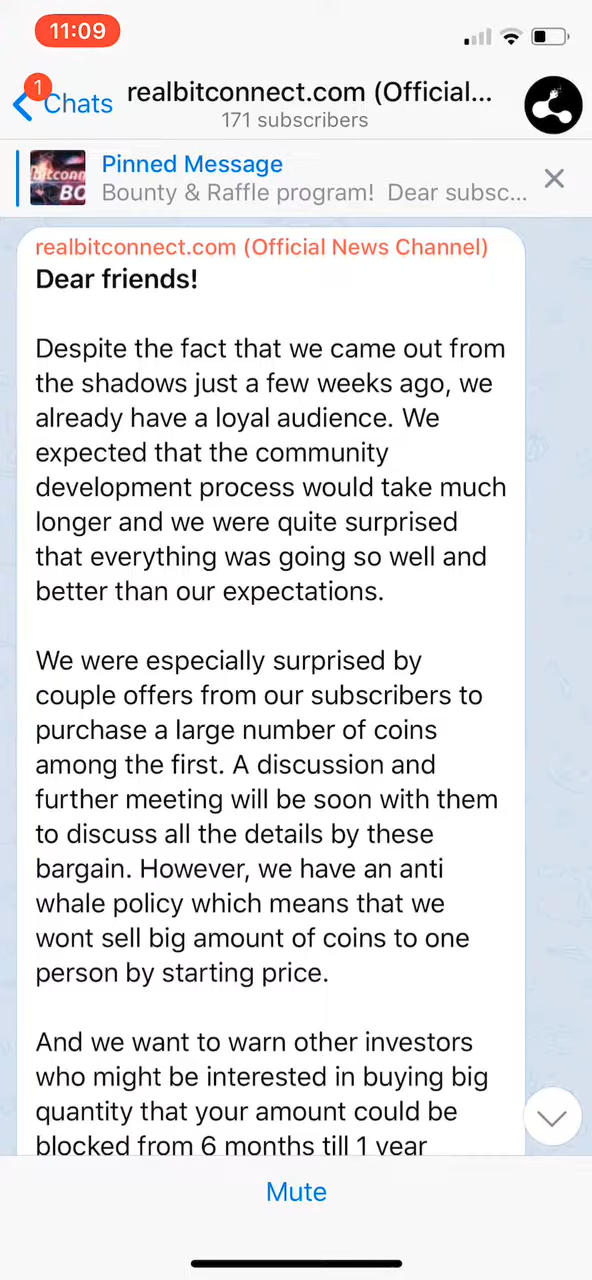 11:09
1
Chats
realbitconnect.com (Official...
171 subscribers
Pinned Message
Bounty & Raffle program!  Dear subsc...
Bitconn
BO
realbitconnect.com (Official News Channel)
Dear friends!
Despite the fact that we came out from
the shadows just a few weeks ago, we
already have a loyal audience. We
expected that the community
development process would take much
longer and we were quite surprised
that everything was going so well and
better than our expectations.
We were especially surprised by
couple offers from our subscribers to
purchase a large number of coins
among the first. A discussion and
further meeting will be soon with them
to discuss all the details by these
bargain. However, we have an anti
whale policy which means that we
wont sell big amount of coins to one
person by starting price.
And we want to warn other investors
who might be interested in buying big
quantity that your amount could be
blocked from 6 months till 1 year
Mute